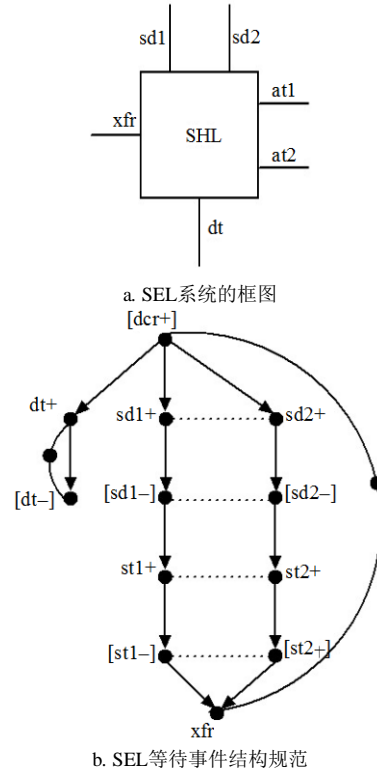 sd1 sd2
at1
xfr SHL
at2
dt
a. SEL系统的框图
[dcr+]
dt+ sd1+ sd2+
[dt−] [sd1−] [sd2−]
st1+ st2+
[st1−] [st2+]
xfr
b. SEL等待事件结构规范